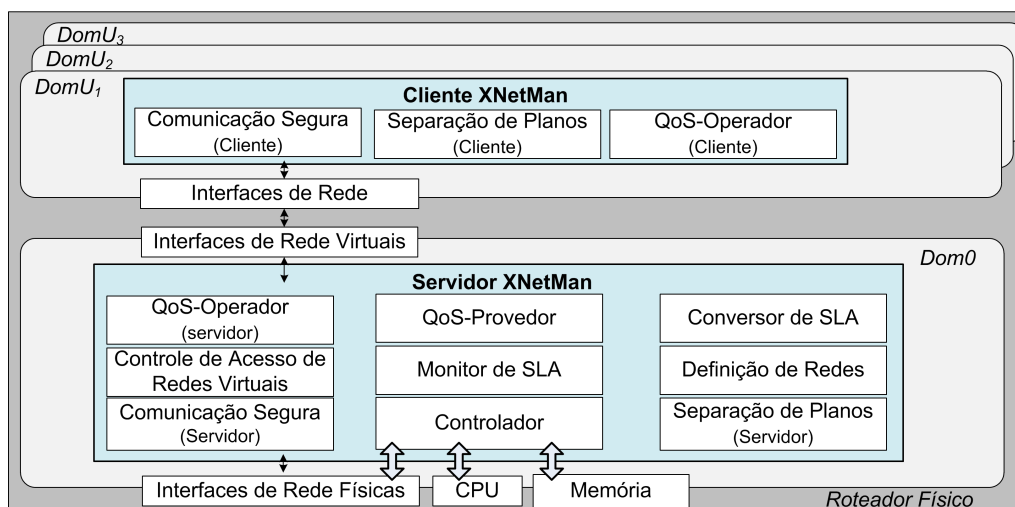 DomU3
DomU2
DomU1
Cliente XNetMan
Comunicação Segura
(Cliente)
Separação de Planos
(Cliente)
QoS-Operador
(Cliente)
Interfaces de Rede
Interfaces de Rede Virtuais
Dom0
Servidor XNetMan
QoS-Operador
(servidor)
QoS-Provedor
Conversor de SLA
Controle de Acesso de
Redes Virtuais
Monitor de SLA
Definição de Redes
Comunicação Segura
(Servidor)
Controlador
Separação de Planos
(Servidor)
Interfaces de Rede Físicas
CPU
Memória
Roteador Físico